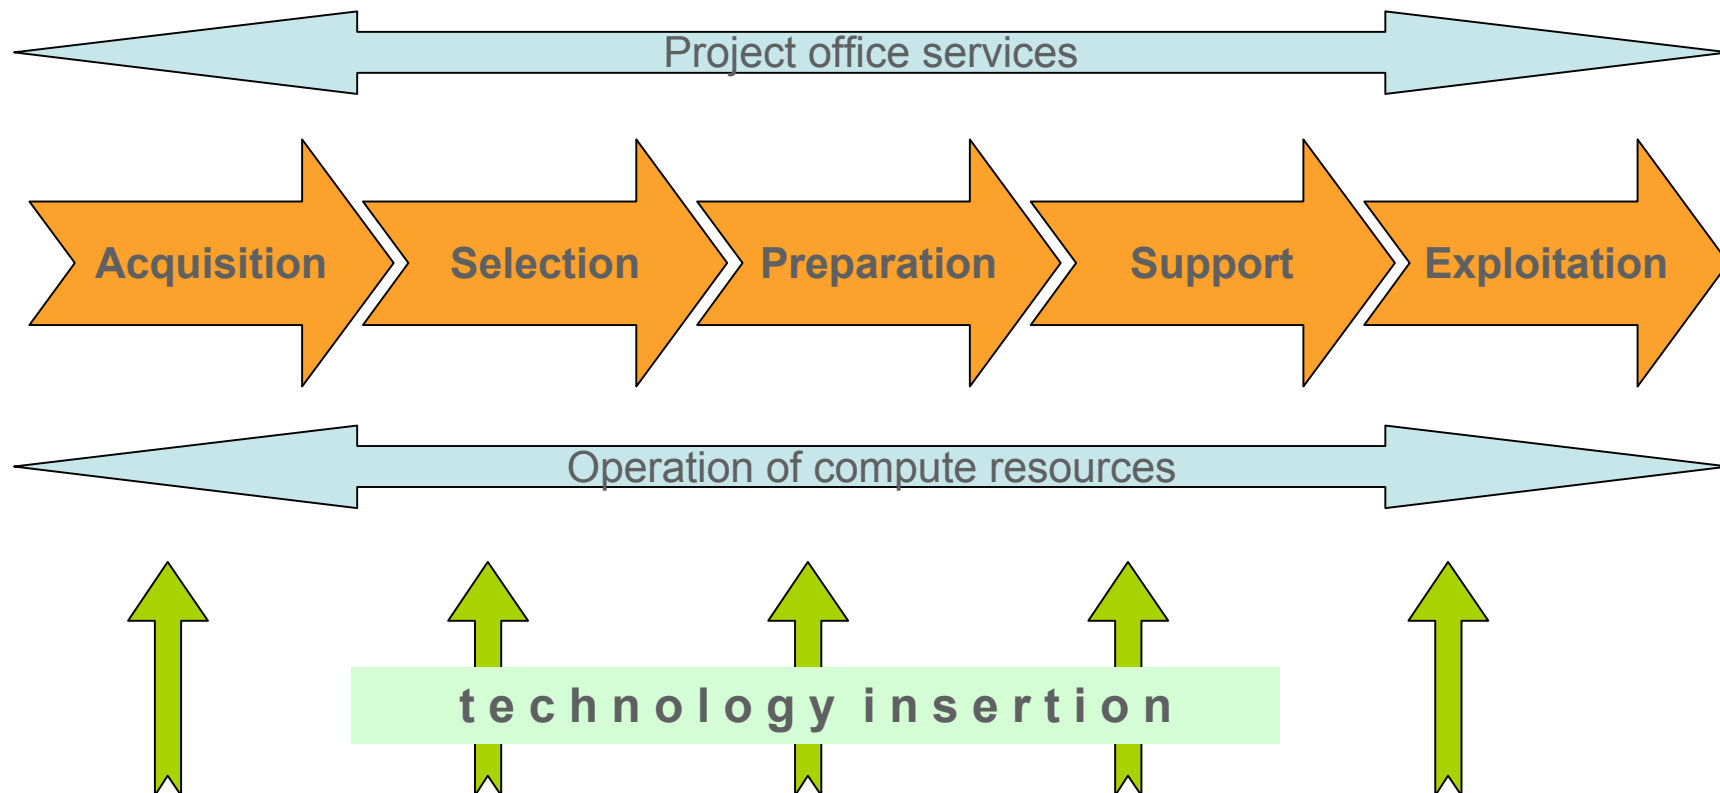 Project office services
Acquisition Selection Preparation Support Exploitation
Operation of compute resources
technology insertion